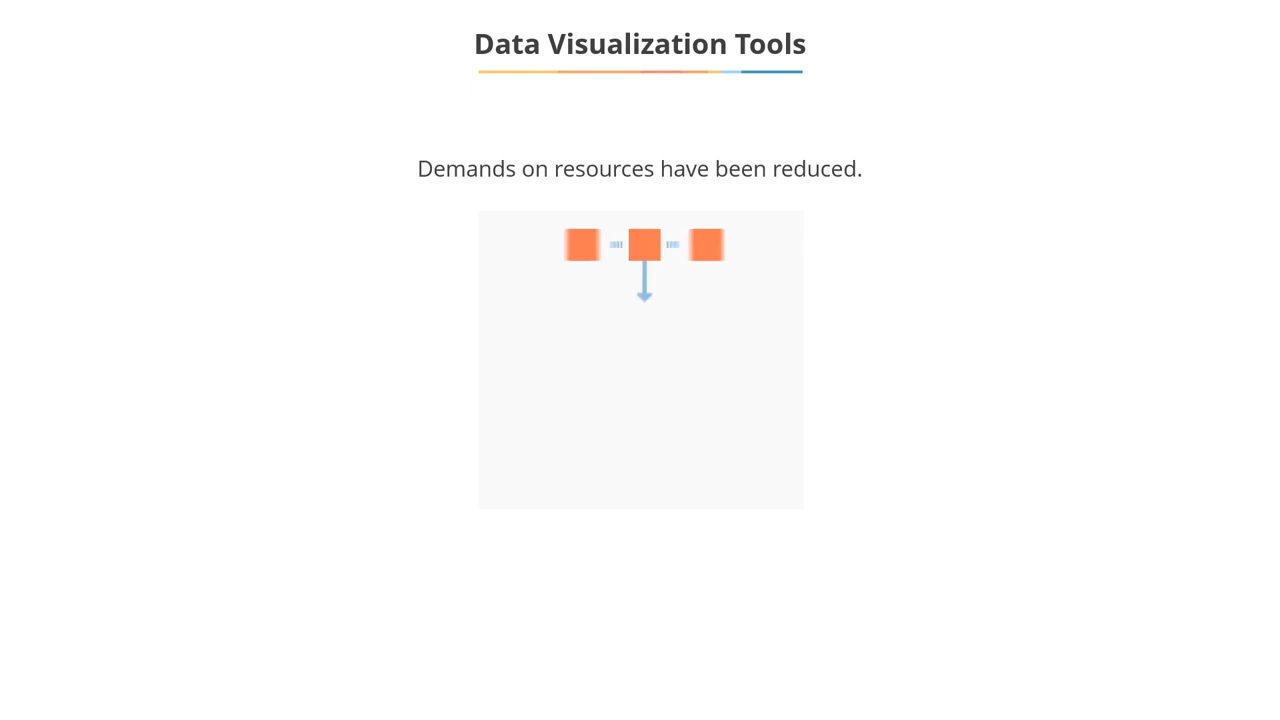 Data Visualization Tools
Demands on resources have been reduced.